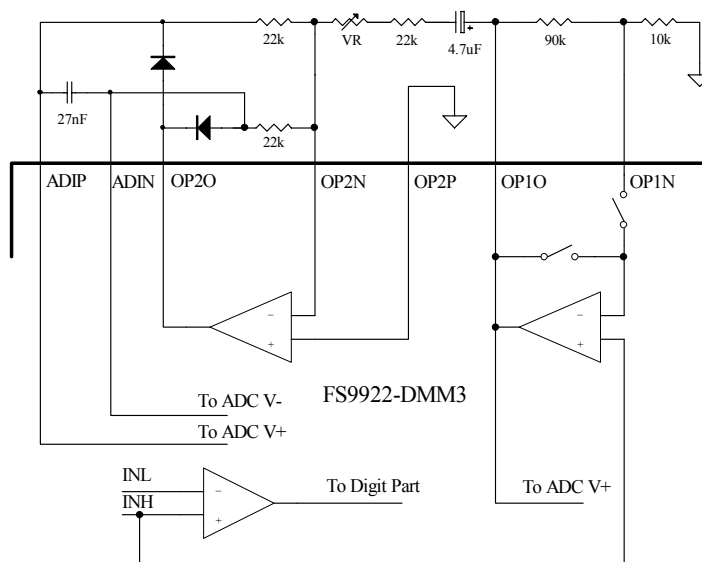 22k
VR
22k
4.7uF
90k
10k
27nF
22k
ADIP
ADIN
OP2O
OP2N
OP2P
OP1O
OP1N
−
+
−
+
FS9922-DMM3
To ADC V-
To ADC V+
INL
INH
−
+
To Digit Part
To ADC V+